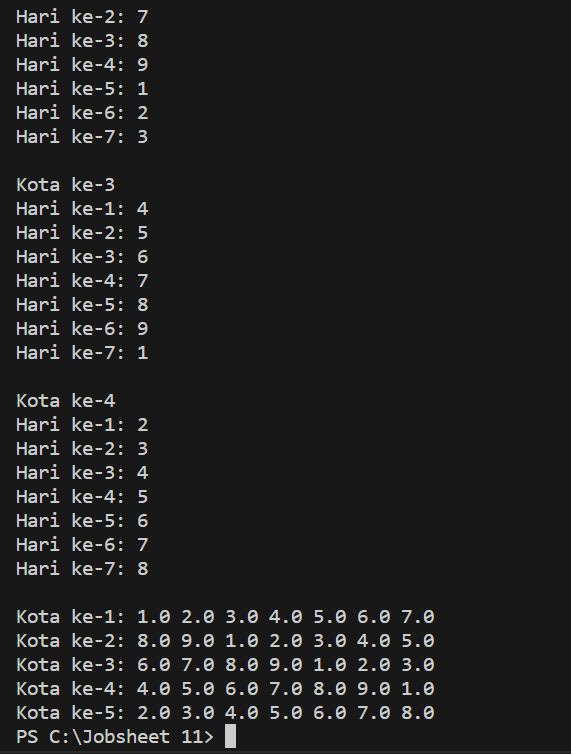 Hari ke-2: 7
Hari ke-3: 8
Hari ke-4: 9
Hari ke-5: 1
Hari ke-6: 2
Hari ke-7: 3
Kota ke-3
Hari ke-1: 4
Hari ke-2: 5
Hari ke-3: 6
Hari ke-4: 7
Hari ke-5: 8
Hari ke-6: 9
Hari ke-7: 1
Kota ke-4
Hari ke-1: 2
Hari ke-2: 3
Hari ke-3: 4
Hari ke-4: 5
Hari ke-5: 6
Hari ke-6: 7
Hari ke-7: 8
Kota ke-1: 1.0 2.0 3.0 4.0 5.0 6.0 7.0
Kota ke-2: 8.0 9.0 1.0 2.0 3.0 4.0 5.0
Kota ke-3: 6.0 7.0 8.0 9.0 1.0 2.0 3.0
Kota ke-4: 4.0 5.0 6.0 7.0 8.0 9.0 1.0
Kota ke-5: 2.0 3.0 4.0 5.0 6.0 7.0 8.0
PS C:\Jobsheet 11>